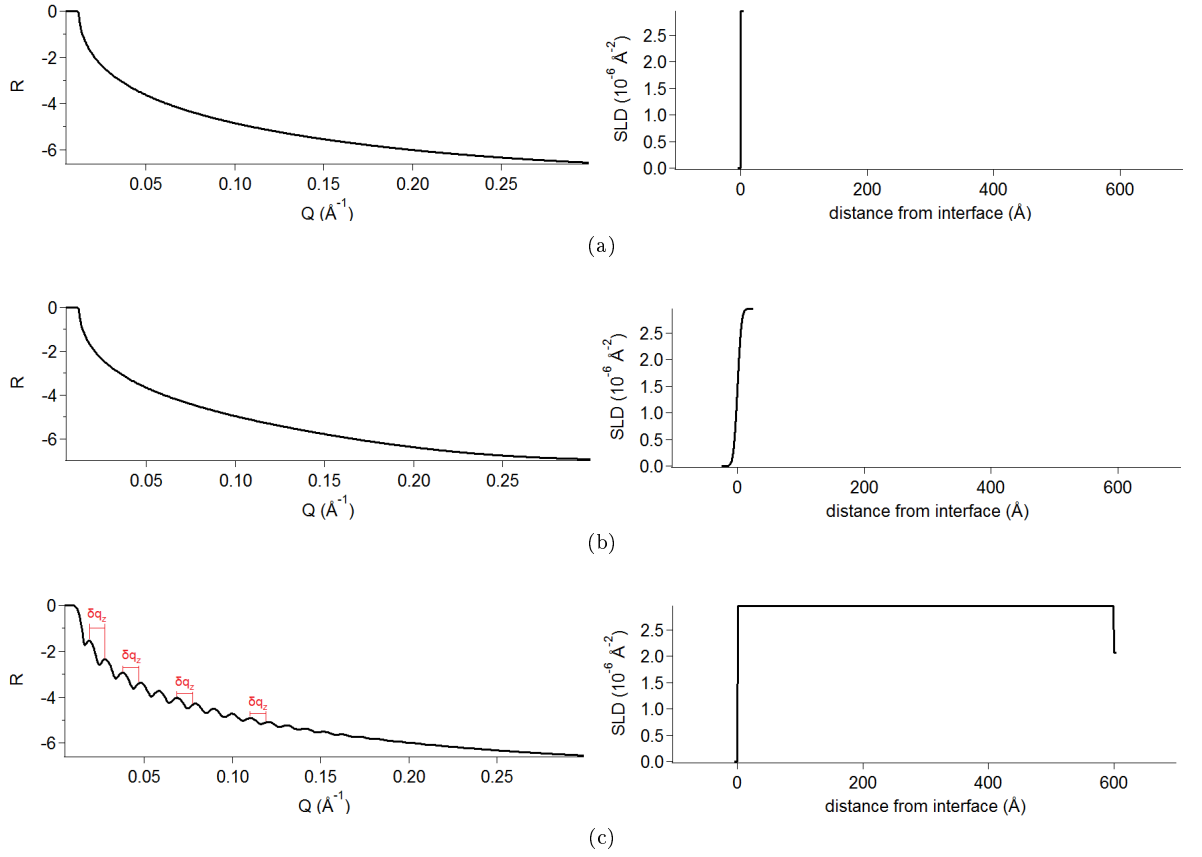 0
-2
-4
-6
R
0.05 0.10 0.15 0.20 0.25
Q (Å⁻¹)
2.5
2.0
1.5
1.0
0.5
0.0
SLD (10⁻⁶ Å⁻²)
0 200 400 600
distance from interface (Å)
(a)
0
-2
-4
-6
R
0.05 0.10 0.15 0.20 0.25
Q (Å⁻¹)
2.5
2.0
1.5
1.0
0.5
0.0
SLD (10⁻⁶ Å⁻²)
0 200 400 600
distance from interface (Å)
(b)
0
-2
-4
-6
R
δq_z
δq_z
δq_z
δq_z
0.05 0.10 0.15 0.20 0.25
Q (Å⁻¹)
2.5
2.0
1.5
1.0
0.5
0.0
SLD (10⁻⁶ Å⁻²)
0 200 400 600
distance from interface (Å)
(c)